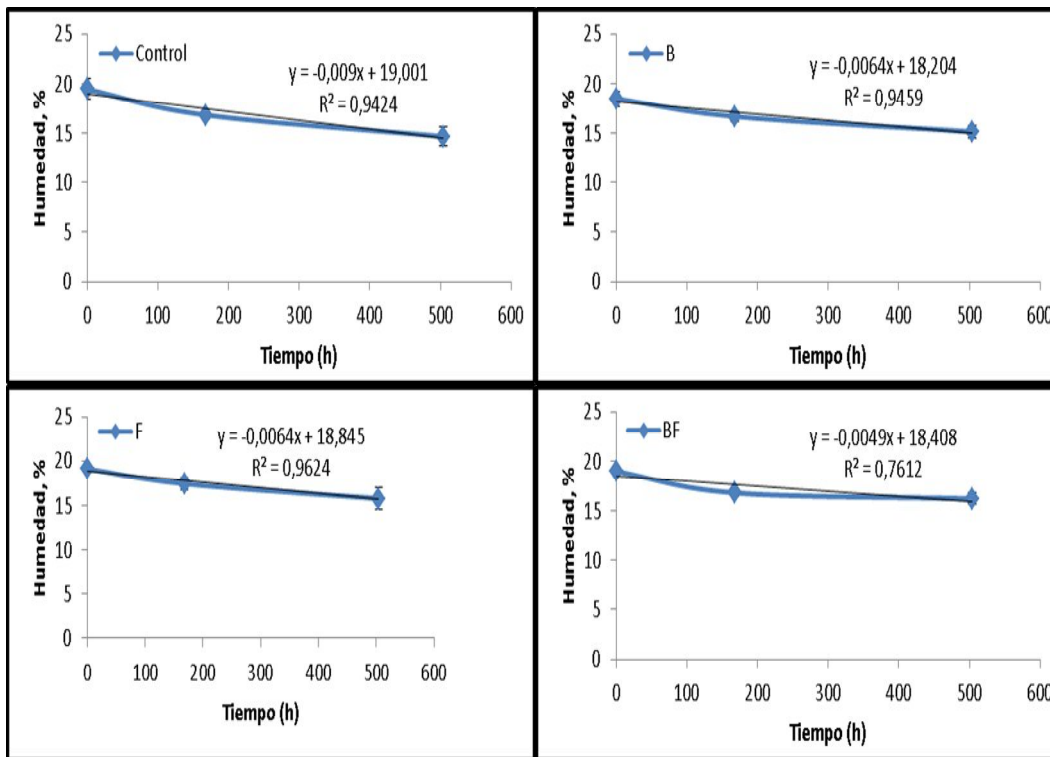 Control
y = -0,009x + 19,001
R² = 0,9424
Humedad, %
25
20
15
10
5
0
0 100 200 300 400 500 600
Tiempo (h)
B
y = -0,0064x + 18,204
R² = 0,9459
Humedad, %
25
20
15
10
5
0
0 100 200 300 400 500 600
Tiempo (h)
F
y = -0,0064x + 18,845
R² = 0,9624
Humedad, %
25
20
15
10
5
0
0 100 200 300 400 500 600
Tiempo (h)
BF
y = -0,0049x + 18,408
R² = 0,7612
Humedad, %
25
20
15
10
5
0
0 100 200 300 400 500 600
Tiempo (h)